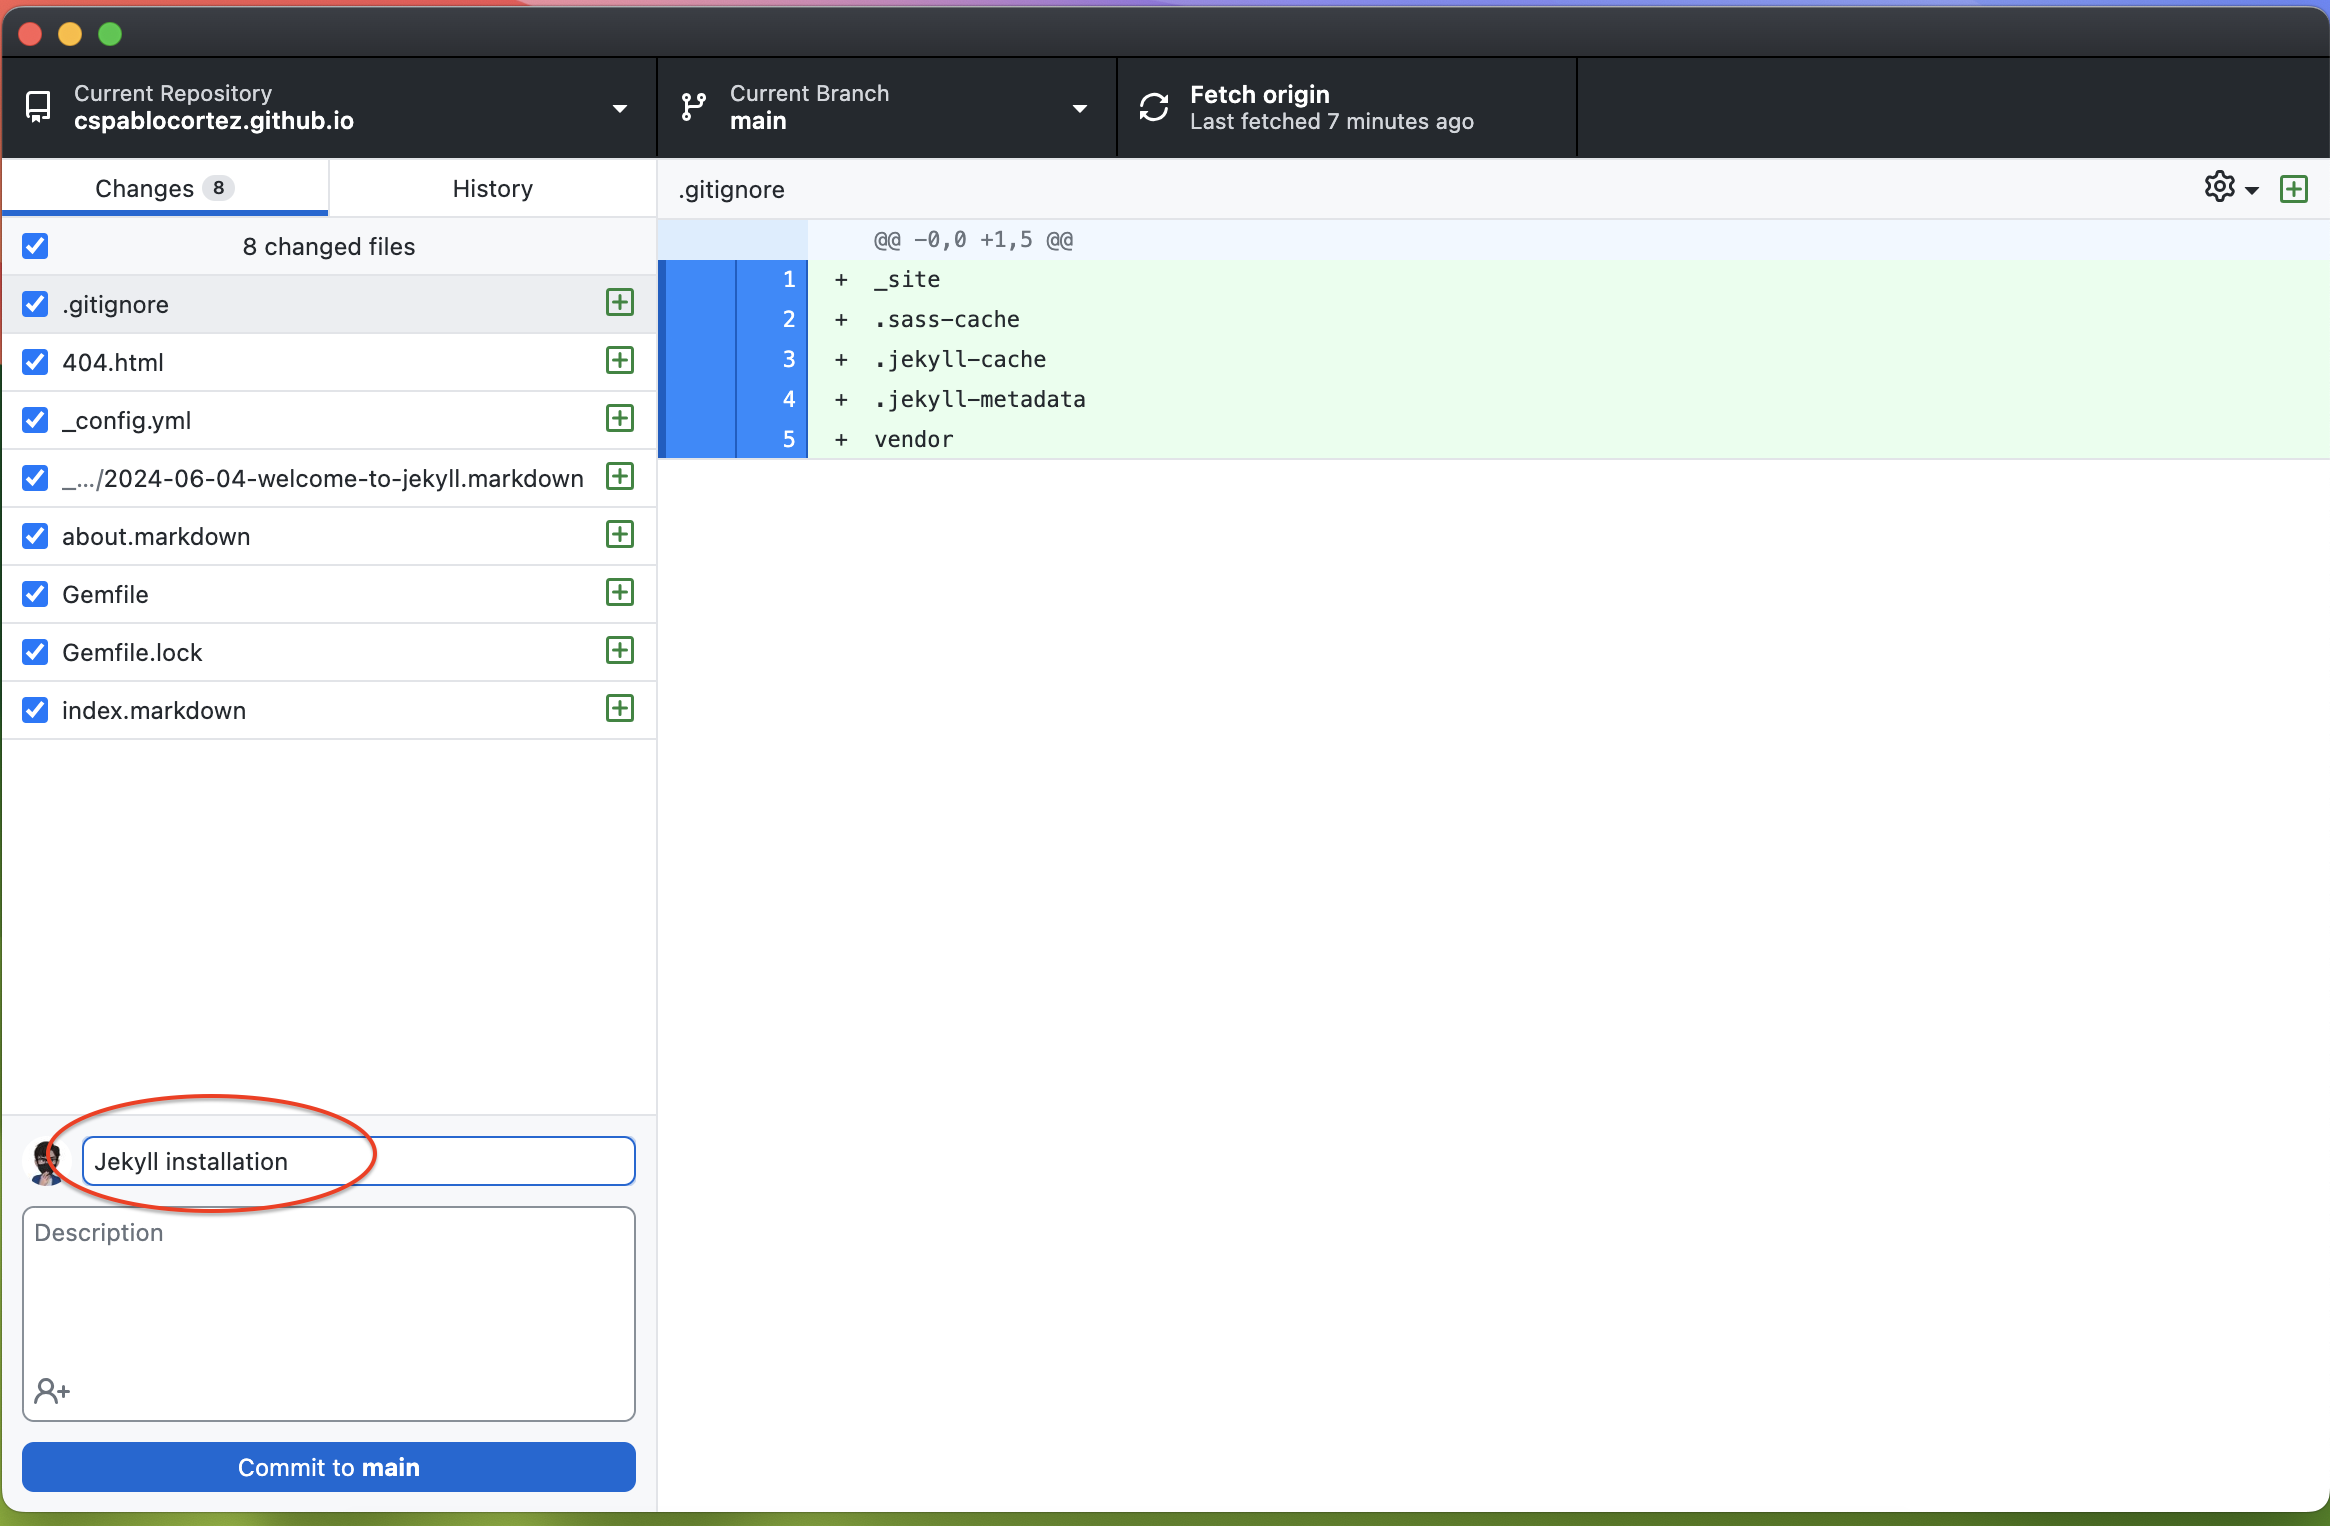 Current Repository
cspablocortez.github.io
Current Branch
main
Fetch origin
Last fetched 7 minutes ago
Changes 8
History
8 changed files
.gitignore
404.html
_config.yml
_.../2024-06-04-welcome-to-jekyll.markdown
about.markdown
Gemfile
Gemfile.lock
index.markdown
Jekyll installation
Description
Commit to main
.gitignore
@@ -0,0 +1,5 @@
1 + _site
2 + .sass-cache
3 + .jekyll-cache
4 + .jekyll-metadata
5 + vendor